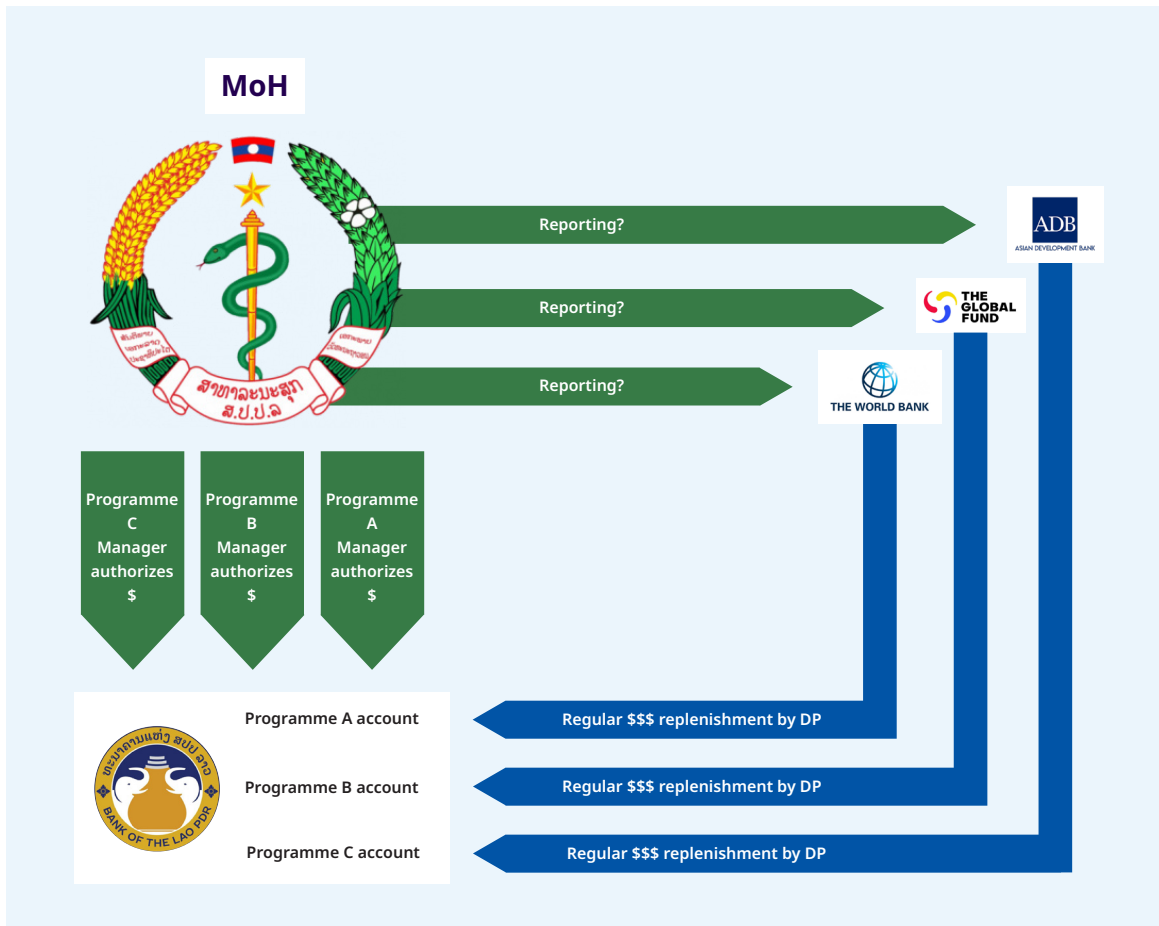 MoH
Reporting?
ADB
ASIAN DEVELOPMENT BANK
Reporting?
THE
GLOBAL
FUND
Reporting?
THE WORLD BANK
ສາທາລະນະສຸກ
ສ.ປ.ປ.ລ
Programme
C
Manager
authorizes
$
Programme
B
Manager
authorizes
$
Programme
A
Manager
authorizes
$
ທະນາຄານແຫ່ງ ສປປ ລາວ
BANK OF THE LAO PDR
Programme A account
Regular $$$ replenishment by DP
Programme B account
Regular $$$ replenishment by DP
Programme C account
Regular $$$ replenishment by DP